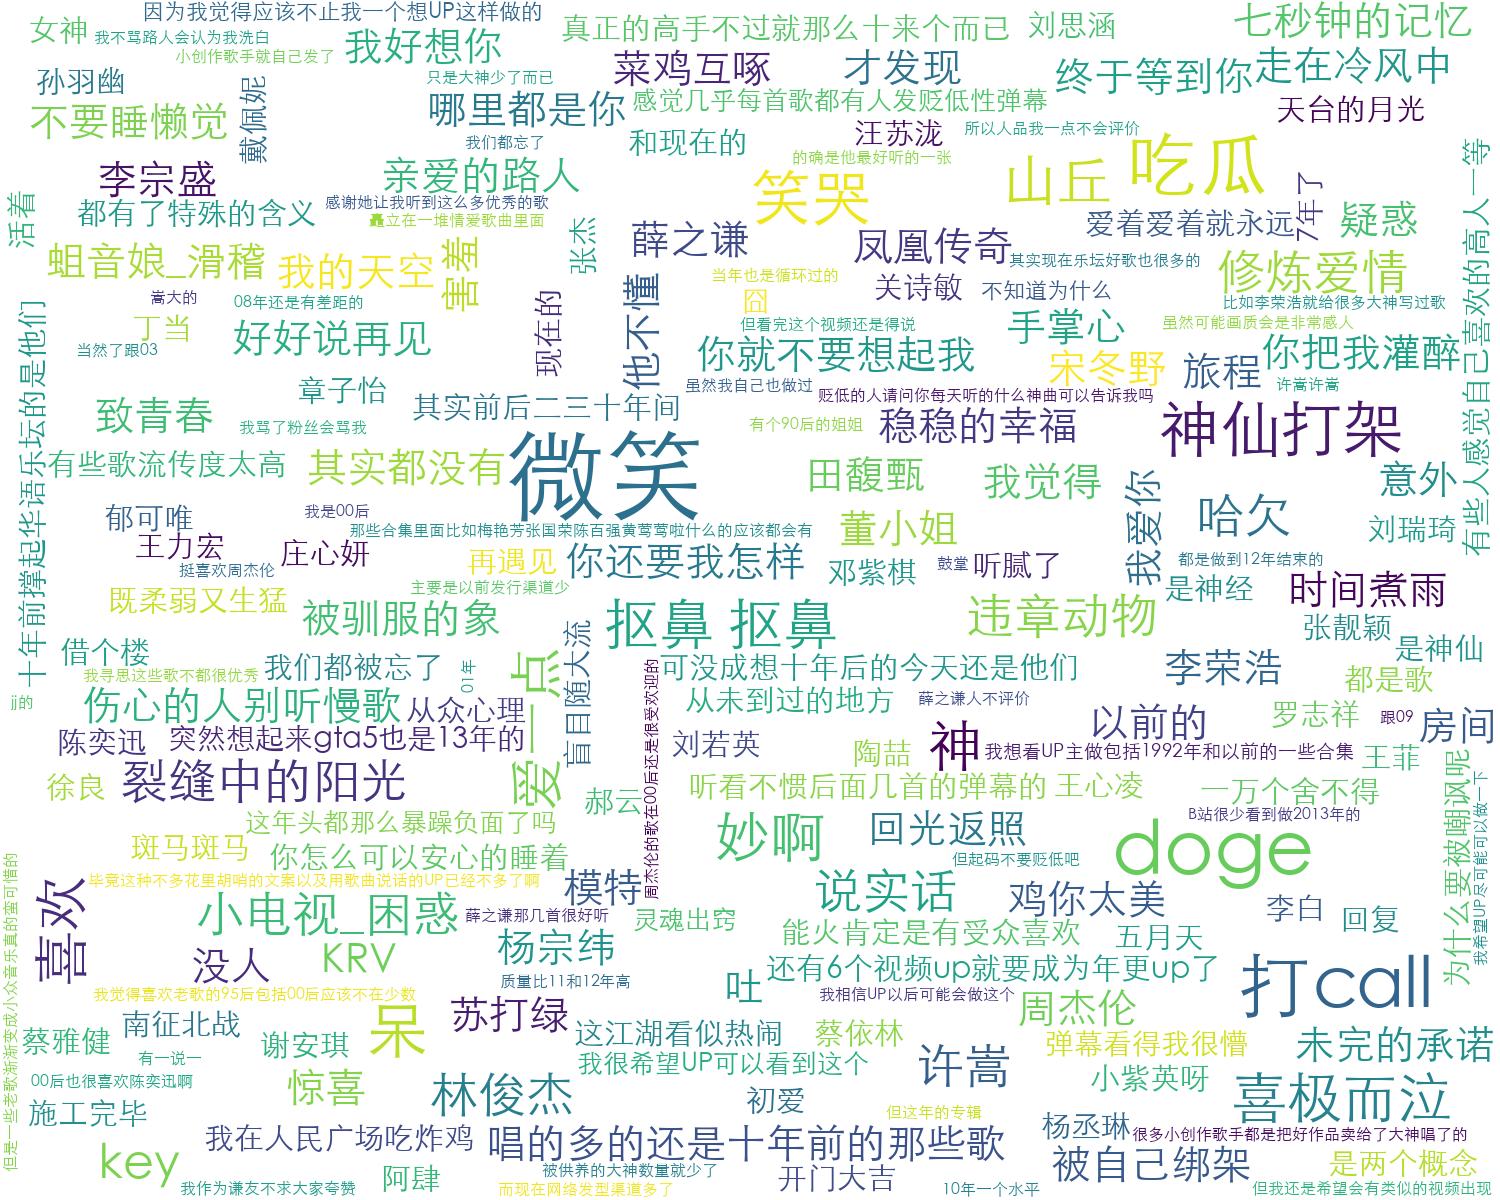 因为我觉得应该不止我一个想UP这样做的
女神
我不骂路人会认为我洗白
小创作歌手就自己发了
我好想你
真正的高手不过就那么十来个而已
刘思涵
七秒钟的记忆
孙羽幽
只是大神少了而已
菜鸡互啄
才发现
终于等到你
走在冷风中
不要睡懒觉
戴佩妮
哪里都是你
感觉几乎每首歌都有人发贬低性弹幕
天台的月光
我们都忘了
和现在的
汪苏泷
所以人品我一点不会评价
李宗盛
亲爱的路人
的确是他最好听的一张
笑哭
山丘
吃瓜
有些人感觉自己喜欢的高人一等
活着
都有了特殊的含义
感谢她让我听到这么多优秀的歌
矗立在一堆情爱歌曲里面
张杰
薛之谦
凤凰传奇
爱着爱着就永远
7年了
疑惑
蛆音娘_滑稽
我的天空
害羞
当年也是循环过的
关诗敏
其实现在乐坛好歌也很多的
不知道为什么
修炼爱情
嵩大的
08年还是有差距的
囧
比如李荣浩就给很多大神写过歌
丁当
当然了跟03
好好说再见
现在的
他不懂
但看完这个视频还是得说
你就不要想起我
手掌心
虽然可能画质会是非常感人
宋冬野
旅程
你把我灌醉
十年前撑起华语乐坛的是他们
章子怡
其实前后二三十年间
虽然我自己也做过
贬低的人请问你每天听的什么神曲可以告诉我吗
许嵩许嵩
致青春
我骂了粉丝会骂我
有个90后的姐姐
稳稳的幸福
神仙打架
有些歌流传度太高
其实都没有
微笑
田馥甄
我觉得
我爱你
意外
郁可唯
我是00后
那些合集里面比如梅艳芳张国荣陈百强黄莺莺啦什么的应该都会有
董小姐
哈欠
刘瑞琦
王力宏
庄心妍
挺喜欢周杰伦
再遇见
你还要我怎样
邓紫棋
鼓掌
听腻了
都是做到12年结束的
既柔弱又生猛
主要是以前发行渠道少
是神经
时间煮雨
被驯服的象
抠鼻 抠鼻
违章动物
张靓颖
借个楼
盲目随大流
是神仙
我寻思这些歌不都很优秀
我们都被忘了
01年
爱一点
可没成想十年后的今天还是他们
李荣浩
都是歌
伤心的人别听慢歌
从众心理
周杰伦的歌在00后还是很受欢迎的
从未到过的地方
薛之谦人不评价
陈奕迅
突然想起来gta5也是13年的
刘若英
陶喆
神
以前的
罗志祥
跟09
房间
我想看UP主做包括1992年和以前的一些合集
王菲
徐良
裂缝中的阳光
郝云
听看不惯后面几首的弹幕的
王心凌
一万个舍不得
为什么要被嘲讽呢
我希望UP尽可能可以做一下
这年头都那么暴躁负面了吗
B站很少看到做2013年的
斑马斑马
你怎么可以安心的睡着
妙啊
回光返照
doge
但起码不要贬低吧
但是一些老歌渐渐变成小众音乐真的蛮可惜的
喜欢
毕竟这种不多花里胡哨的文案以及用歌曲说话的UP已经不多了啊
模特
说实话
鸡你太美
小电视_困惑
薛之谦那几首很好听
灵魂出窍
李白
回复
没人
KRV
杨宗纬
能火肯定是有受众喜欢
五月天
质量比11和12年高
吐
还有6个视频up就要成为年更up了
打call
我觉得喜欢老歌的95后包括00后应该不在少数
我相信UP以后可能会做这个
周杰伦
蔡雅健
南征北战
谢安琪
呆
苏打绿
这江湖看似热闹
蔡依林
弹幕看得我很懵
未完的承诺
有一说一
我很希望UP可以看到这个
许嵩
小紫英呀
00后也很喜欢陈奕迅啊
惊喜
林俊杰
初爱
喜极而泣
施工完毕
但这年的专辑
杨丞琳
很多小创作歌手都是把好作品卖给了大神唱了的
key
我在人民广场吃炸鸡
唱的多的还是十年前的那些歌
阿肆
被供养的大神数量就少了
开门大吉
被自己绑架
是两个概念
我作为谦友不求大家夸赞
而现在网络发型渠道多了
10年一个水平
但我还是希望会有类似的视频出现